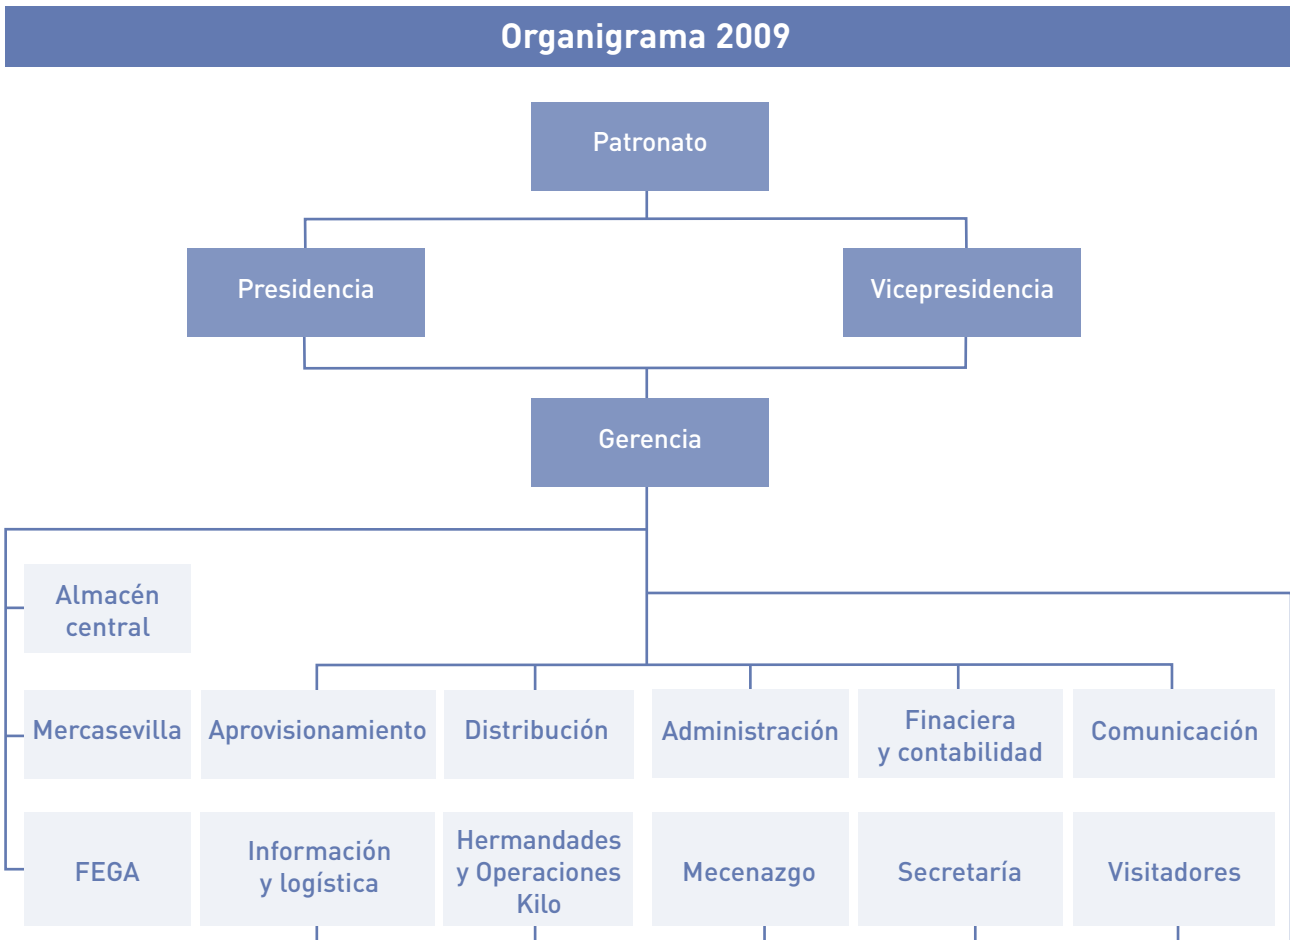 Organigrama 2009
Patronato
Presidencia
Vicepresidencia
Gerencia
Almacén
central
Mercasevilla
Aprovisionamiento
Distribución
Administración
Finaciera
y contabilidad
Comunicación
FEGA
Información
y logística
Hermandades
y Operaciones
Kilo
Mecenazgo
Secretaría
Visitadores